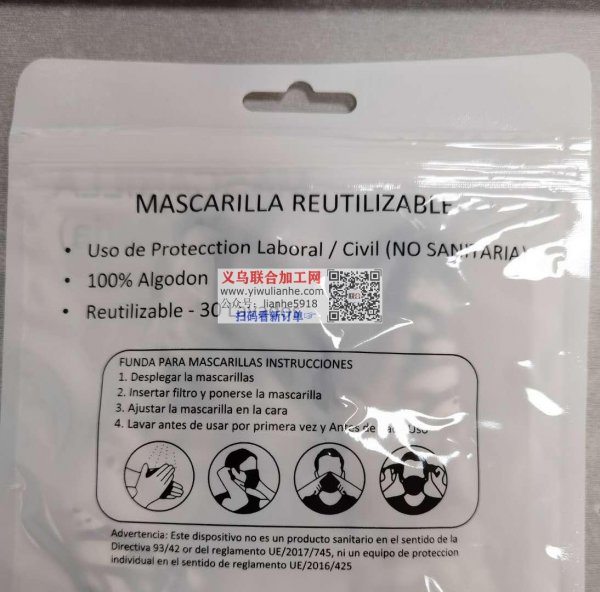 MASCARILLA REUTILIZABLE
• Uso de Protecction Laboral / Civil (NO SANITARIA)
• 100% Algodon
义乌联合加工网
www.yiwulianhe.com
公众号: lianhe5918
• Reutilizable - 30
扫码看新订单☞
FUNDA PARA MASCARILLAS INSTRUCCIONES
1. Desplegar la mascarillas
2. Insertar filtro y ponerse la mascarilla
3. Ajustar la mascarilla en la cara
4. Lavar antes de usar por primera vez y Antes de Cada Uso
Advertencia: Este dispositivo no es un producto sanitario en el sentido de la
Directiva 93/42 or del reglamento UE/2017/745, ni un equipo de proteccion
individual en el sentido de reglamento UE/2016/425